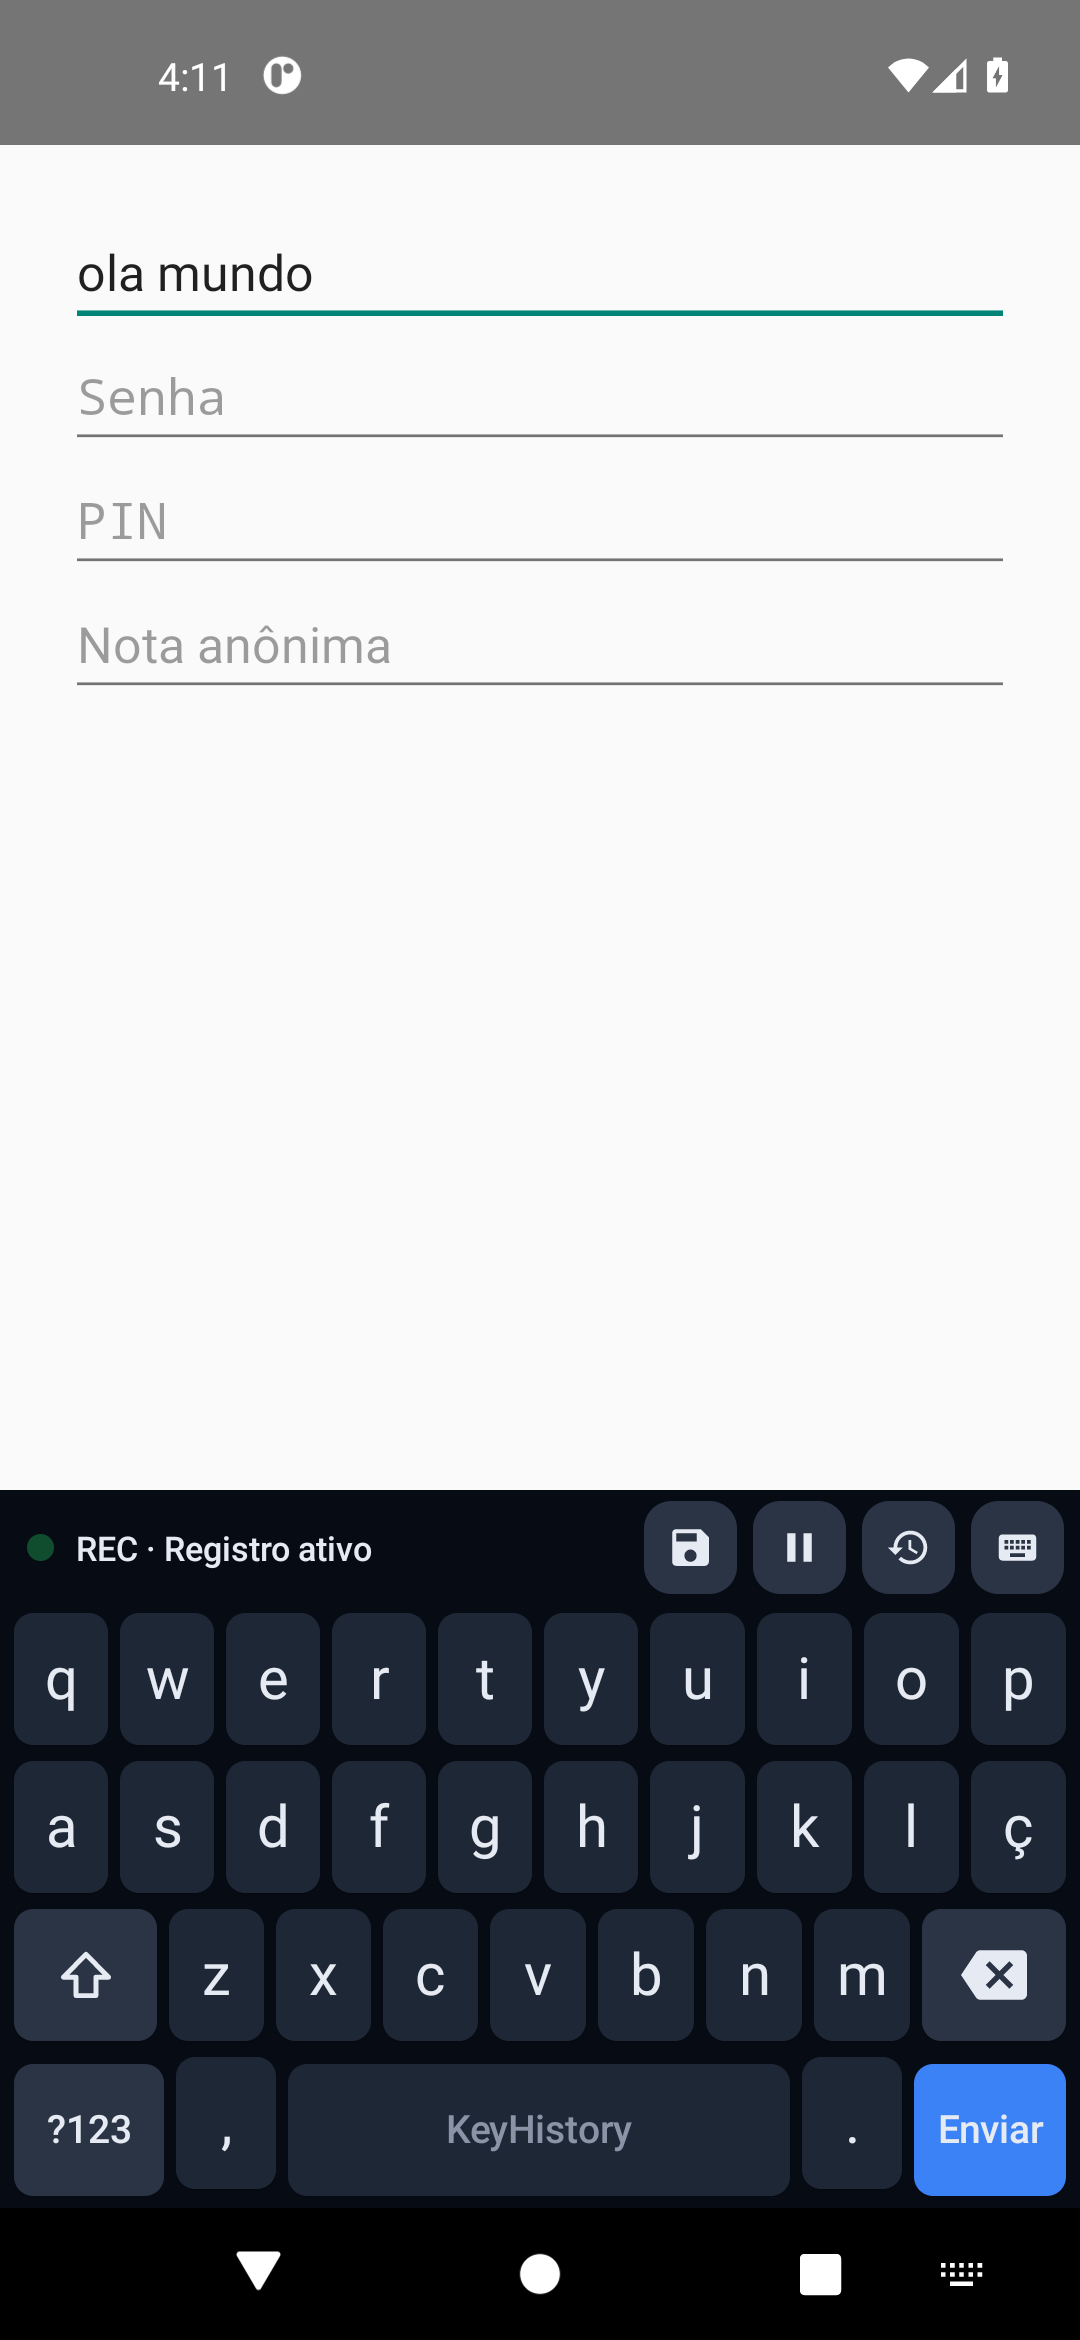 4:11
ola mundo
Senha
PIN
Nota anônima
REC · Registro ativo
q w e r t y u i o p
a s d f g h j k l ç
z x c v b n m
?123 , KeyHistory . Enviar